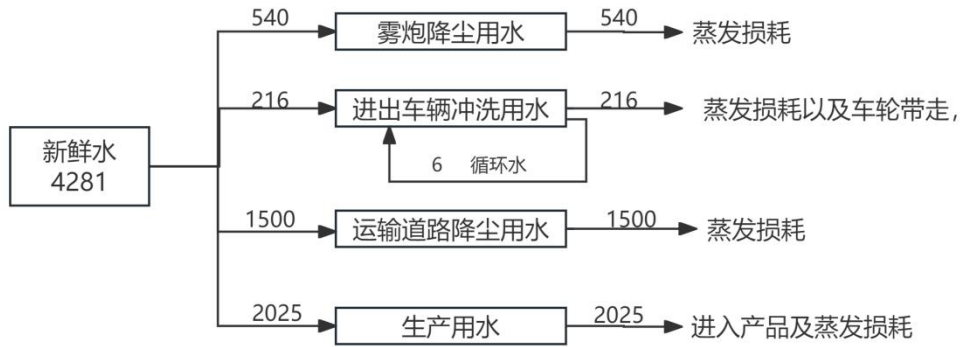 540 雾炮降尘用水 540 蒸发损耗
216 进出车辆冲洗用水 216 蒸发损耗以及车轮带走,
新鲜水
4281
6 循环水
1500 运输道路降尘用水 1500 蒸发损耗
2025 生产用水 2025 进入产品及蒸发损耗